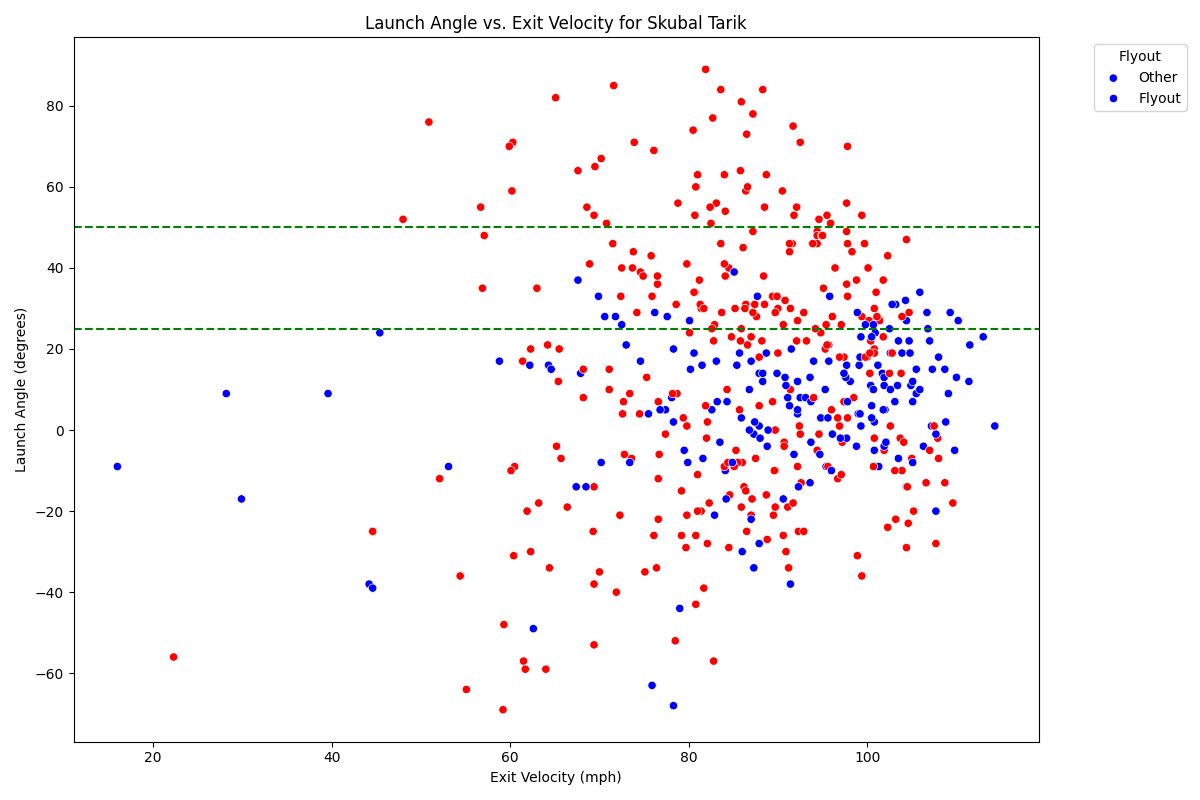 Launch Angle vs. Exit Velocity for Skubal Tarik
Flyout
Other
Flyout
Launch Angle (degrees)
80
60
40
20
0
−20
−40
−60
20 40 60 80 100
Exit Velocity (mph)